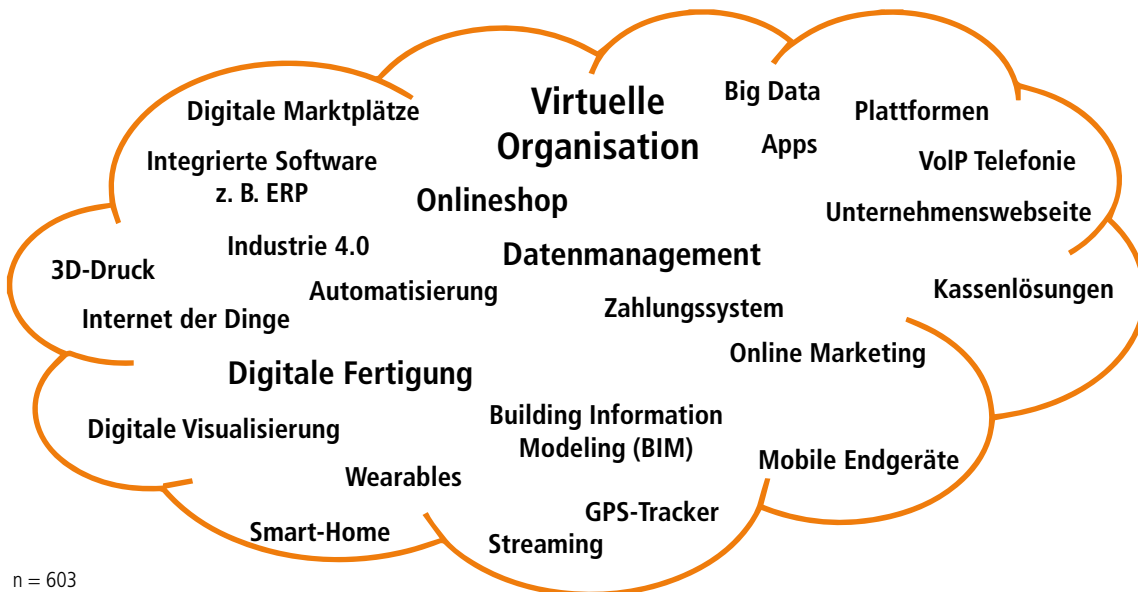 Virtuelle
Organisation
Big Data
Digitale Marktplätze
Plattformen
Apps
Integrierte Software
z. B. ERP
VoIP Telefonie
Onlineshop
Unternehmenswebseite
Industrie 4.0
Datenmanagement
3D-Druck
Automatisierung
Kassenlösungen
Zahlungssystem
Internet der Dinge
Online Marketing
Digitale Fertigung
Building Information
Modeling (BIM)
Digitale Visualisierung
Mobile Endgeräte
Wearables
GPS-Tracker
Smart-Home
Streaming
n = 603